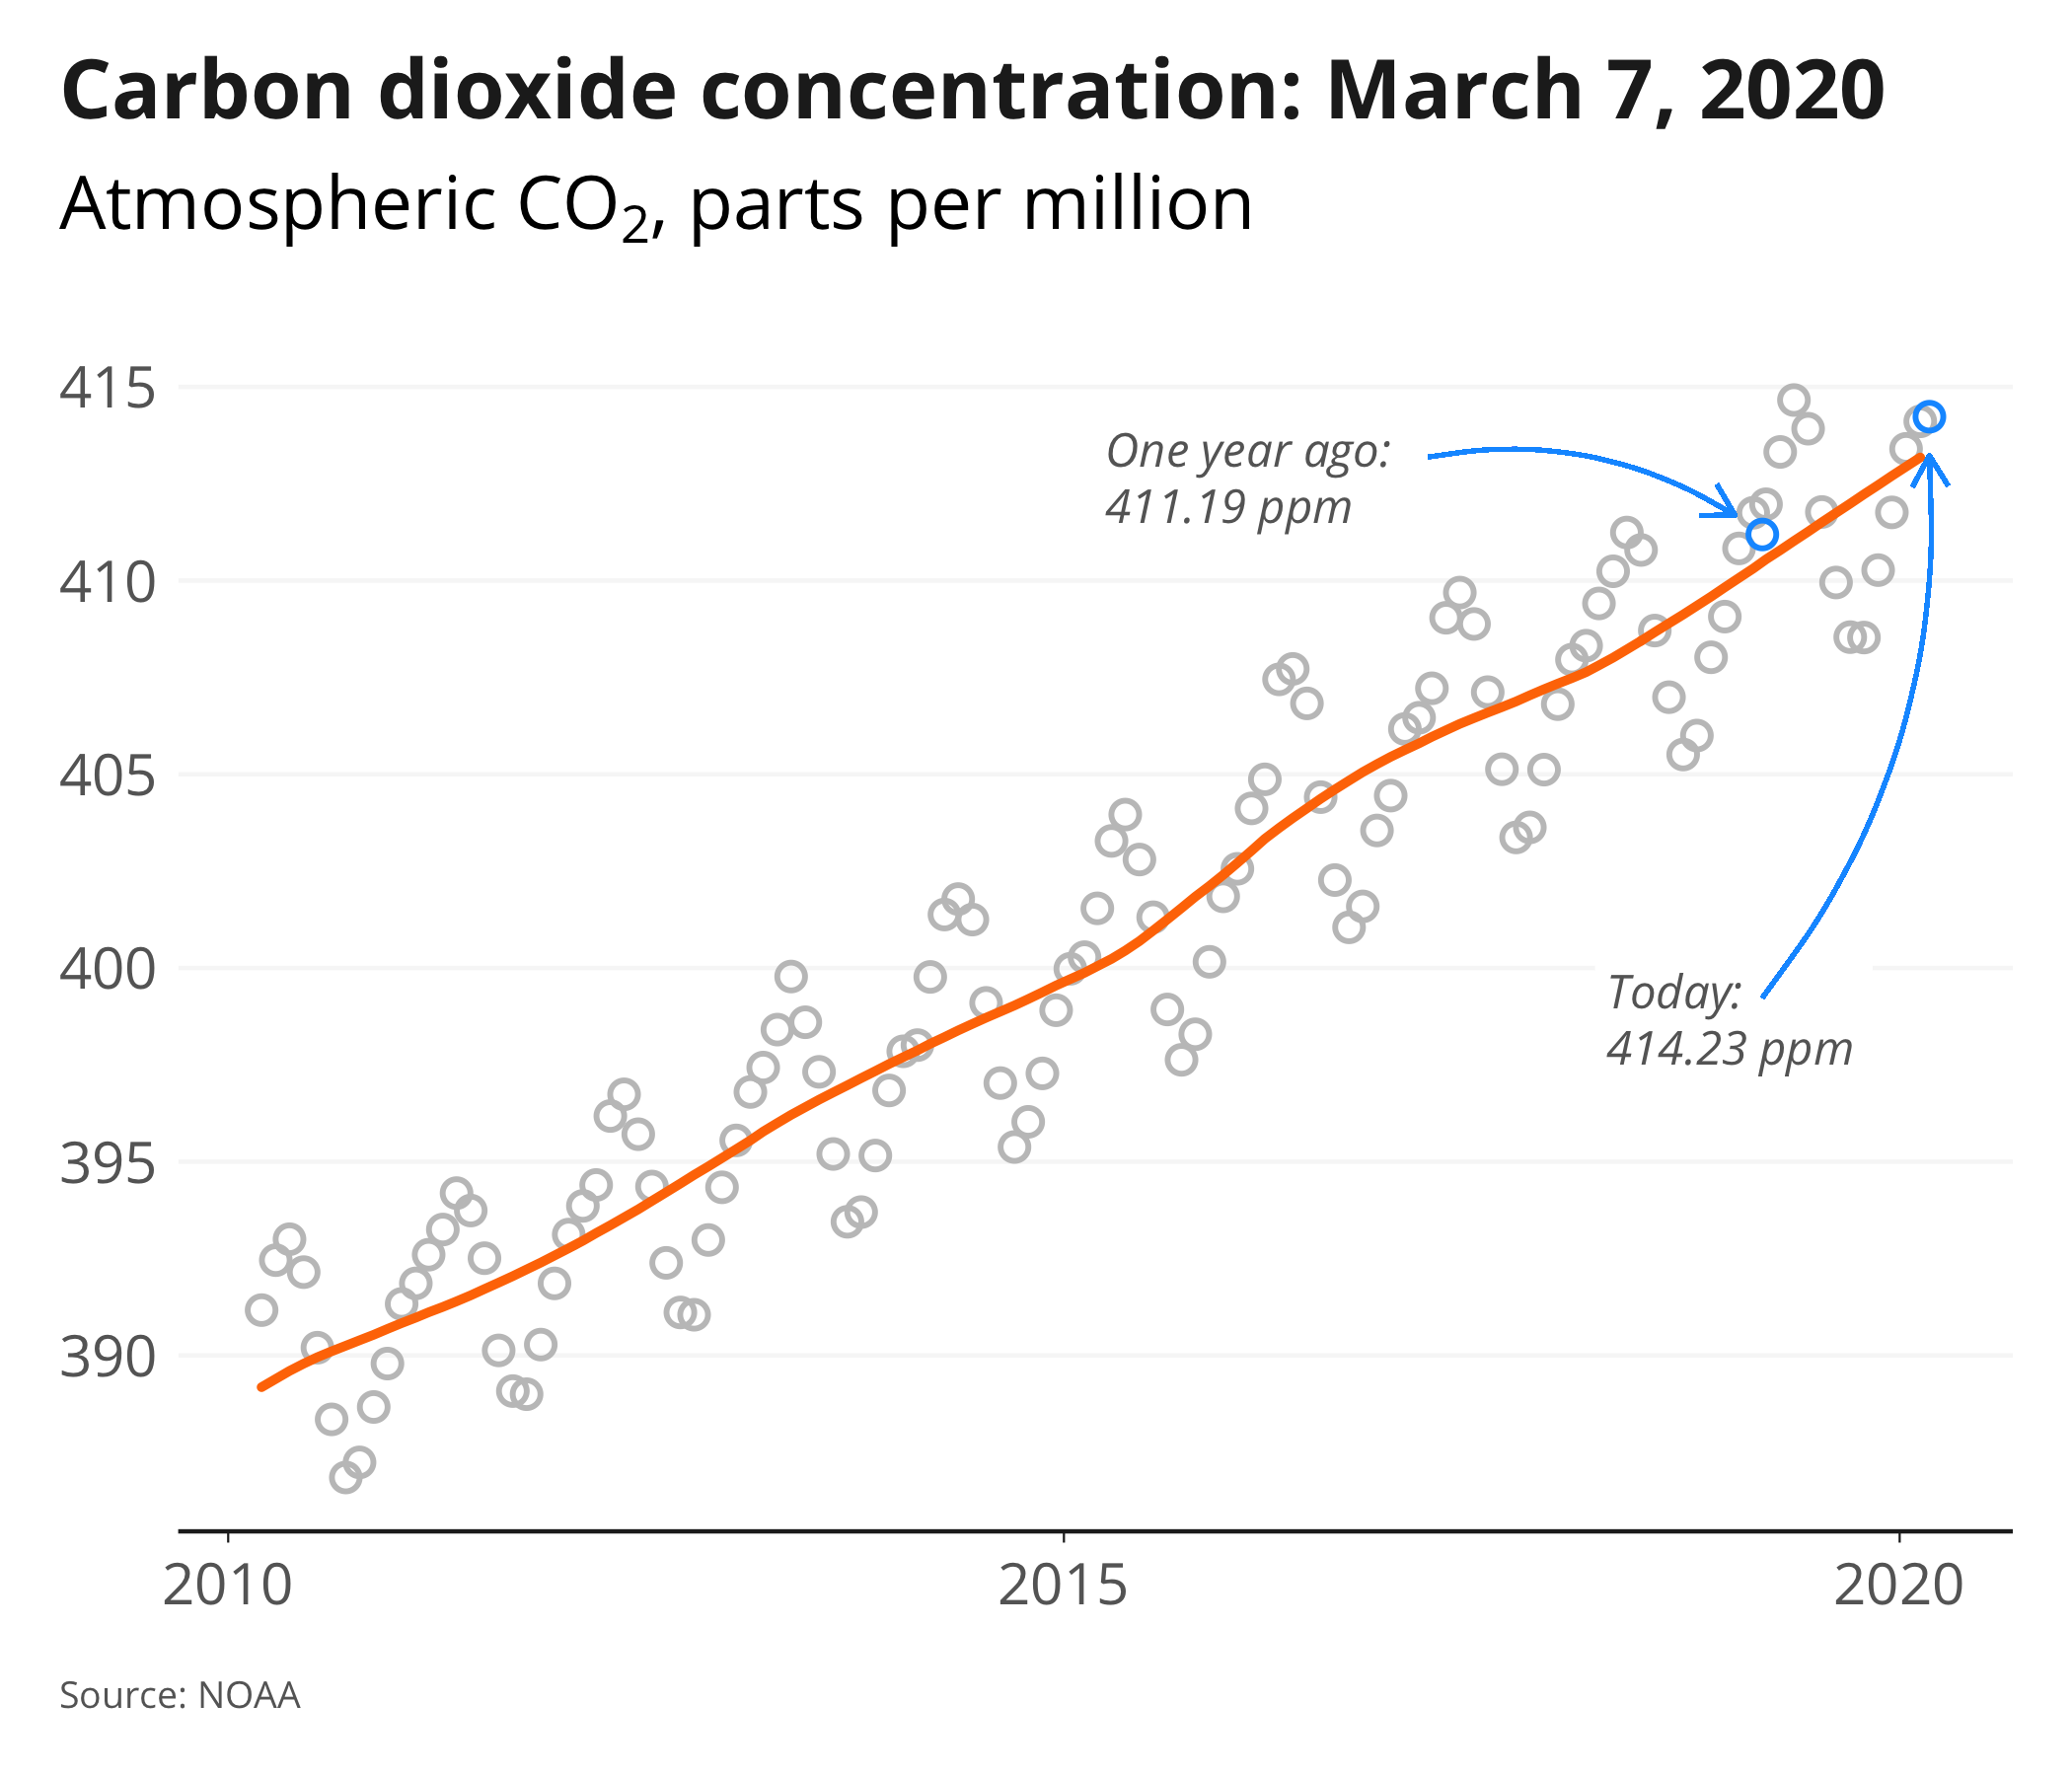 Carbon dioxide concentration: March 7, 2020
Atmospheric CO₂, parts per million
415
One year ago:
411.19 ppm
410
405
400
Today:
414.23 ppm
395
390
2010 2015 2020
Source: NOAA